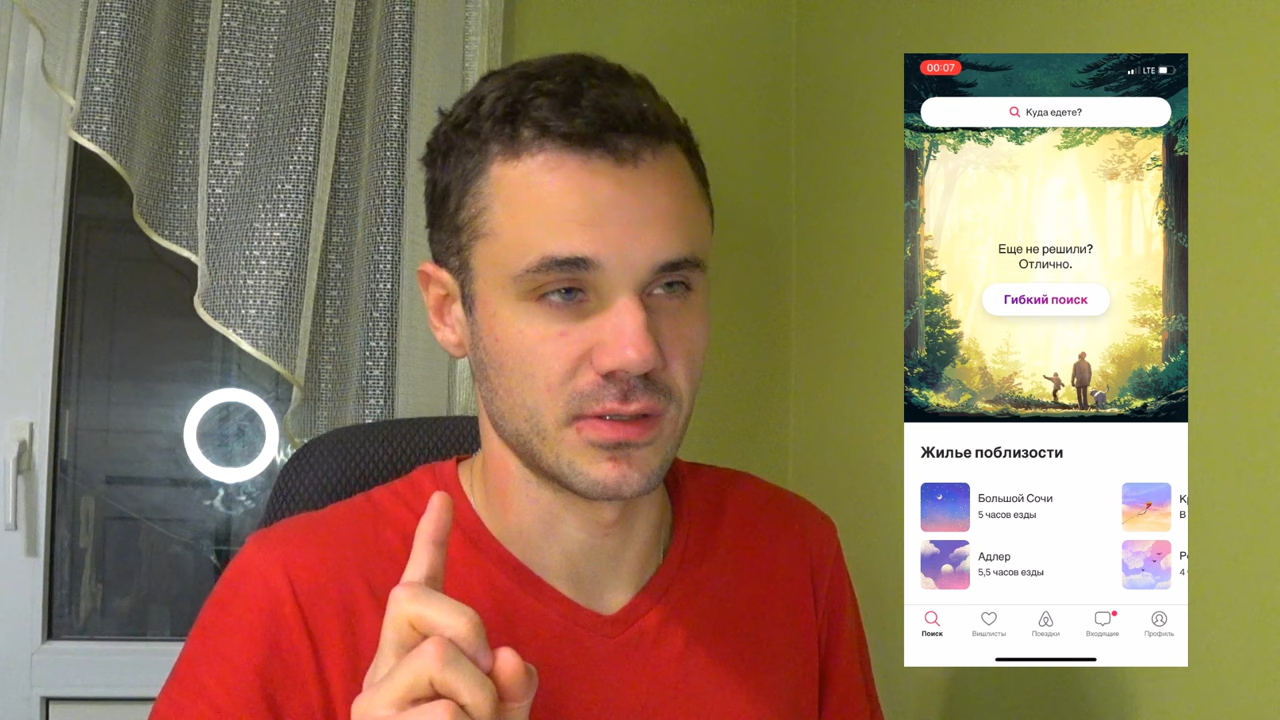 00:07
LTE
Куда едете?
Еще не решили?
Отлично.
Гибкий поиск
Жилье поблизости
Большой Сочи
5 часов езды
К
В
Адлер
5,5 часов езды
Р
4
Поиск
Вишлисты
Поездки
Входящие
Профиль